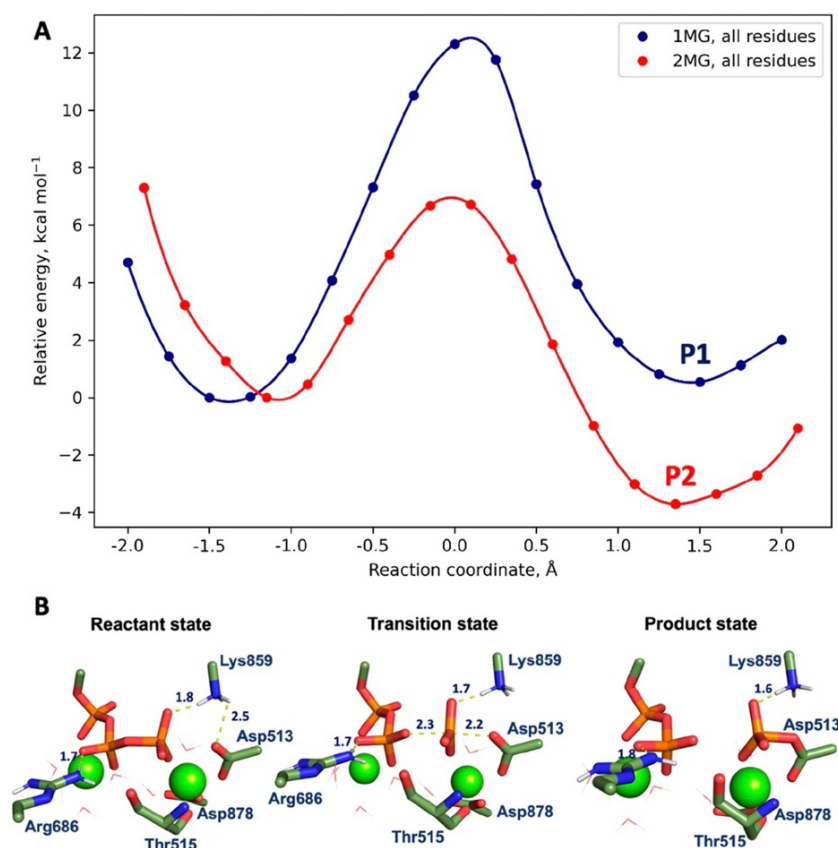 A
1MG, all residues
2MG, all residues
Relative energy, kcal mol⁻¹
12
10
8
6
4
2
0
-2
-4
P1
P2
-2.0 -1.5 -1.0 -0.5 0.0 0.5 1.0 1.5 2.0
Reaction coordinate, Å
B
Reactant state Transition state Product state
Lys859 Lys859 Lys859
1.8 1.7 1.6
2.5 Asp513 2.3 2.2 Asp513 Asp513
1.7 1.7 1.8
Arg686 Asp878 Arg686 Asp878 Arg686 Asp878
Thr515 Thr515 Thr515